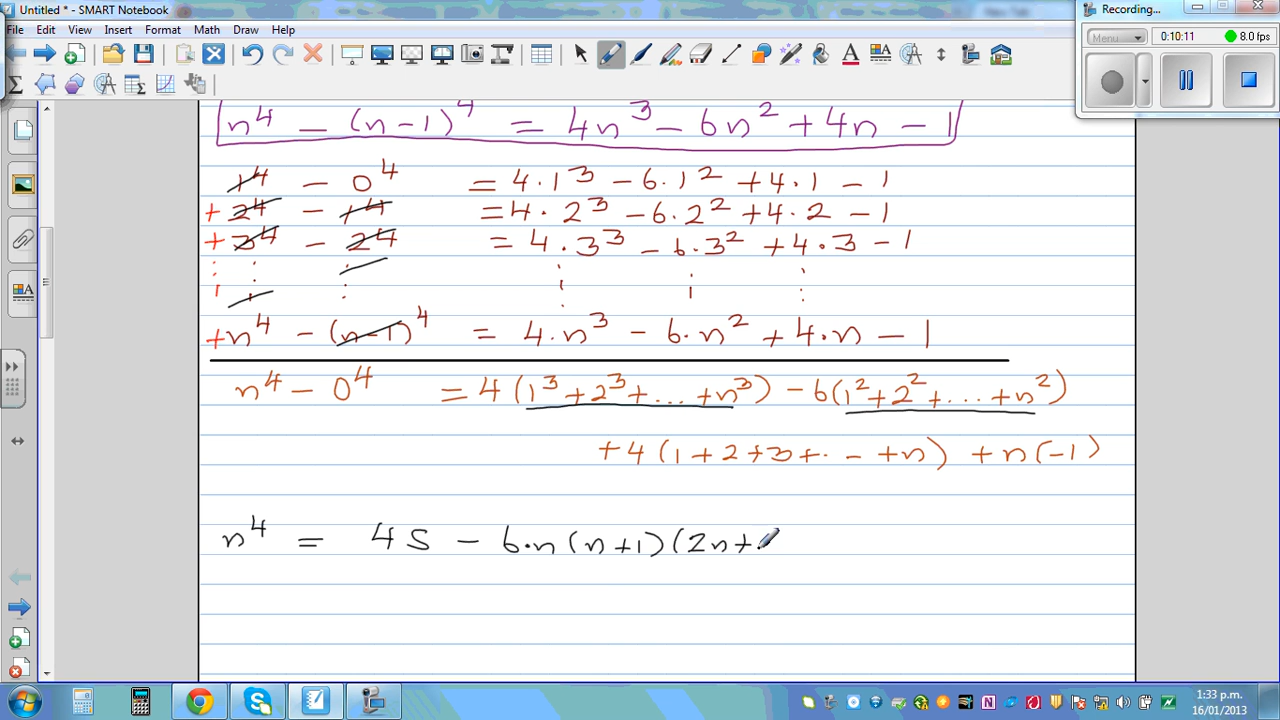 Untitled * - SMART Notebook
Recording...
File Edit View Insert Format Math Draw Help
Menu
0:10:11
8.0 fps
n⁴ − (n−1)⁴ = 4n³ − 6n² + 4n − 1
1⁴ − 0⁴ = 4·1³ − 6·1² + 4·1 − 1
+ 2⁴ − 1⁴ = 4·2³ − 6·2² + 4·2 − 1
+ 3⁴ − 2⁴ = 4·3³ − 6·3² + 4·3 − 1
+ n⁴ − (n−1)⁴ = 4·n³ − 6·n² + 4·n − 1
n⁴ − 0⁴ = 4(1³+2³+...+n³) − 6(1²+2²+...+n²)
+4(1+2+3+...+n) + n(−1)
n⁴ = 4S − 6·n(n+1)(2n+
1:33 p.m.
16/01/2013